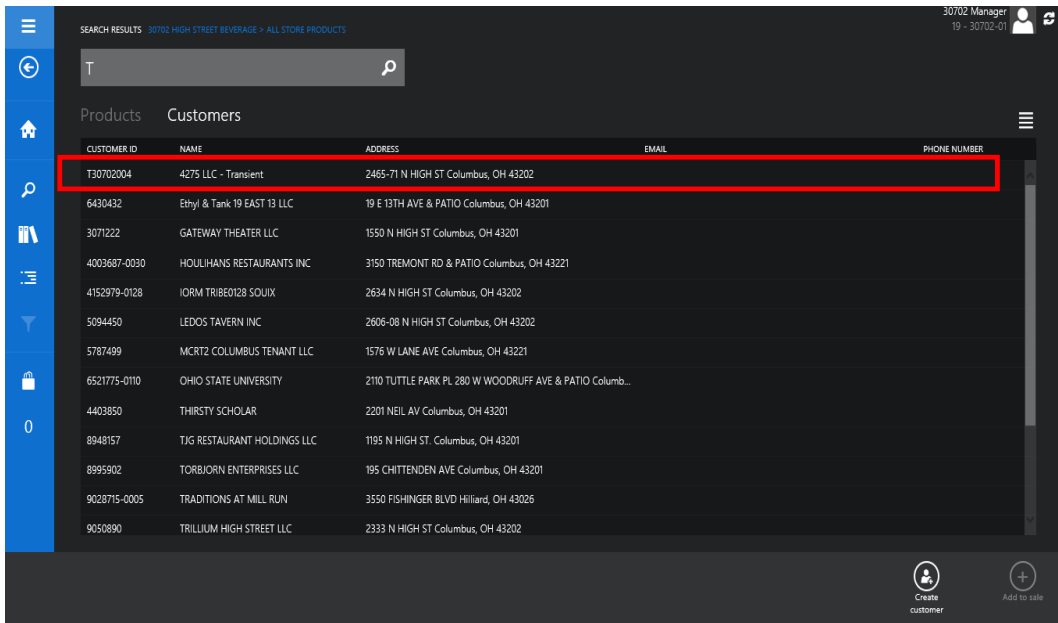 30702 Manager
SEARCH RESULTS 30702 HIGH STREET BEVERAGE > ALL STORE PRODUCTS
19 - 30702-01
T
Products Customers
CUSTOMER ID NAME ADDRESS EMAIL PHONE NUMBER
T30702004 4275 LLC - Transient 2465-71 N HIGH ST Columbus, OH 43202
6430432 Ethyl & Tank 19 EAST 13 LLC 19 E 13TH AVE & PATIO Columbus, OH 43201
3071222 GATEWAY THEATER LLC 1550 N HIGH ST Columbus, OH 43201
4003687-0030 HOULIHANS RESTAURANTS INC 3150 TREMONT RD & PATIO Columbus, OH 43221
4152979-0128 IORM TRIBE0128 SOUIX 2634 N HIGH ST Columbus, OH 43202
5094450 LEDOS TAVERN INC 2606-08 N HIGH ST Columbus, OH 43202
5787499 MCRT2 COLUMBUS TENANT LLC 1576 W LANE AVE Columbus, OH 43221
6521775-0110 OHIO STATE UNIVERSITY 2110 TUTTLE PARK PL 280 W WOODRUFF AVE & PATIO Columb...
4403850 THIRSTY SCHOLAR 2201 NEIL AV Columbus, OH 43201
0
8948157 TJG RESTAURANT HOLDINGS LLC 1195 N HIGH ST. Columbus, OH 43201
8995902 TORBJORN ENTERPRISES LLC 195 CHITTENDEN AVE Columbus, OH 43201
9028715-0005 TRADITIONS AT MILL RUN 3550 FISHINGER BLVD Hilliard, OH 43026
9050890 TRILLIUM HIGH STREET LLC 2333 N HIGH ST Columbus, OH 43202
Create customer
Add to sale